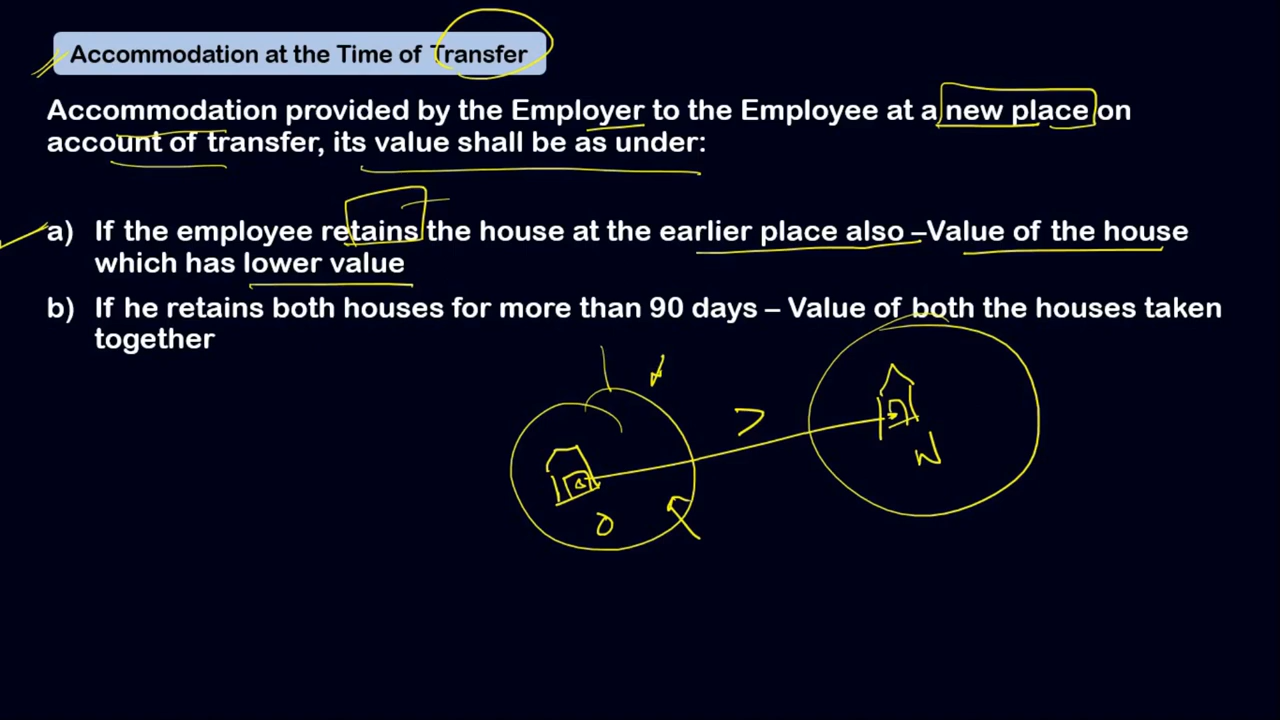 Accommodation at the Time of Transfer
Accommodation provided by the Employer to the Employee at a new place on
account of transfer, its value shall be as under:
a) If the employee retains the house at the earlier place also –Value of the house
which has lower value
b) If he retains both houses for more than 90 days – Value of both the houses taken
together
>
N
O